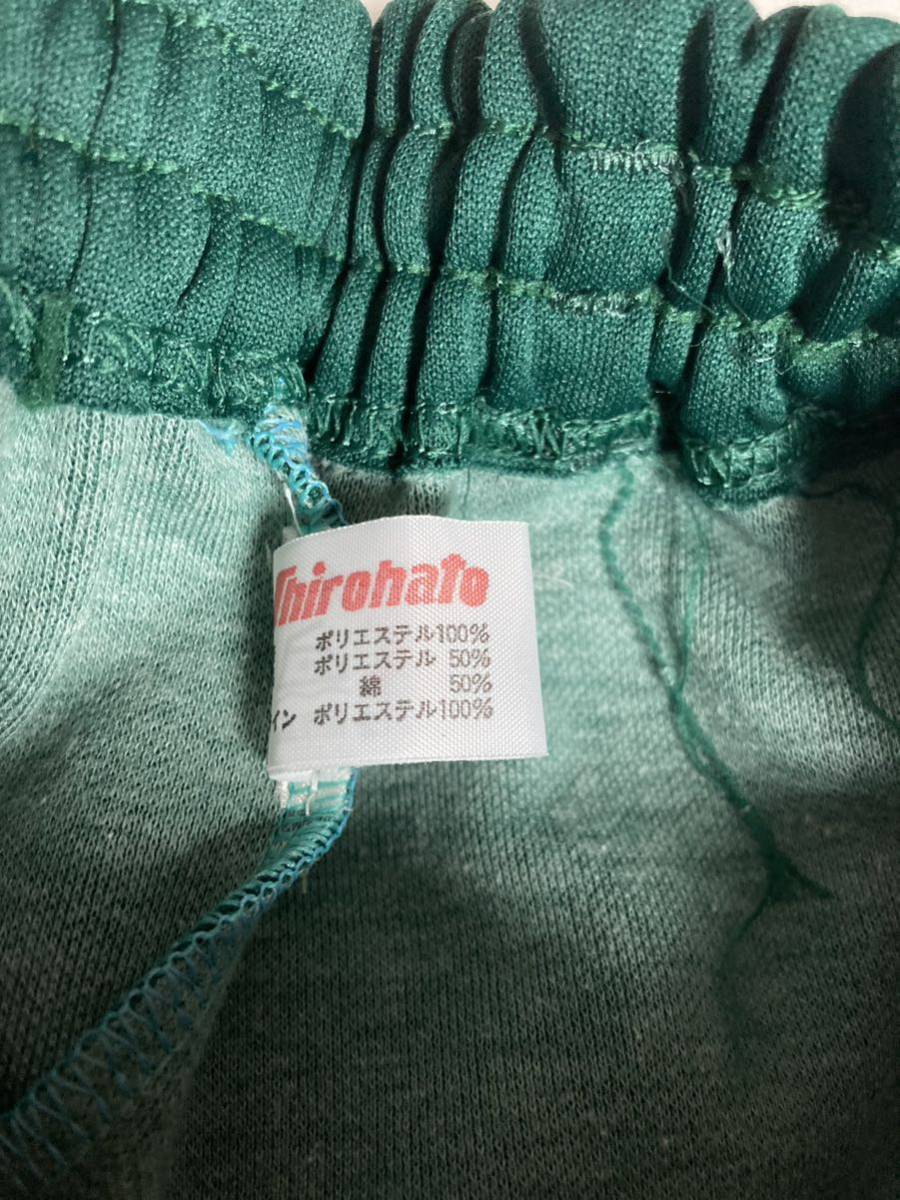 Thirohato
ポリエステル100%
ポリエステル 50%
綿 50%
イン ポリエステル100%